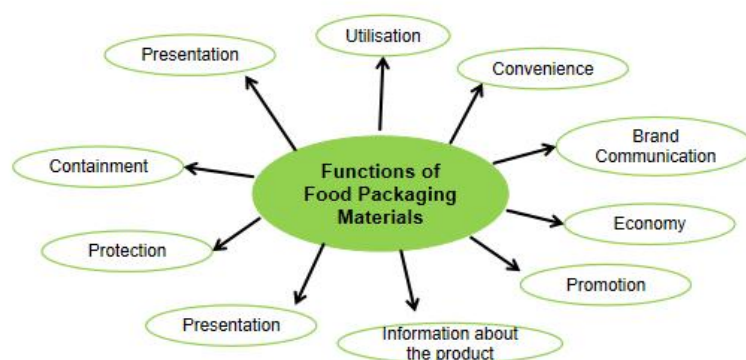 Utilisation
Presentation
Convenience
Brand
Communication
Containment
Functions of
Food Packaging
Materials
Economy
Protection
Promotion
Presentation
Information about
the product